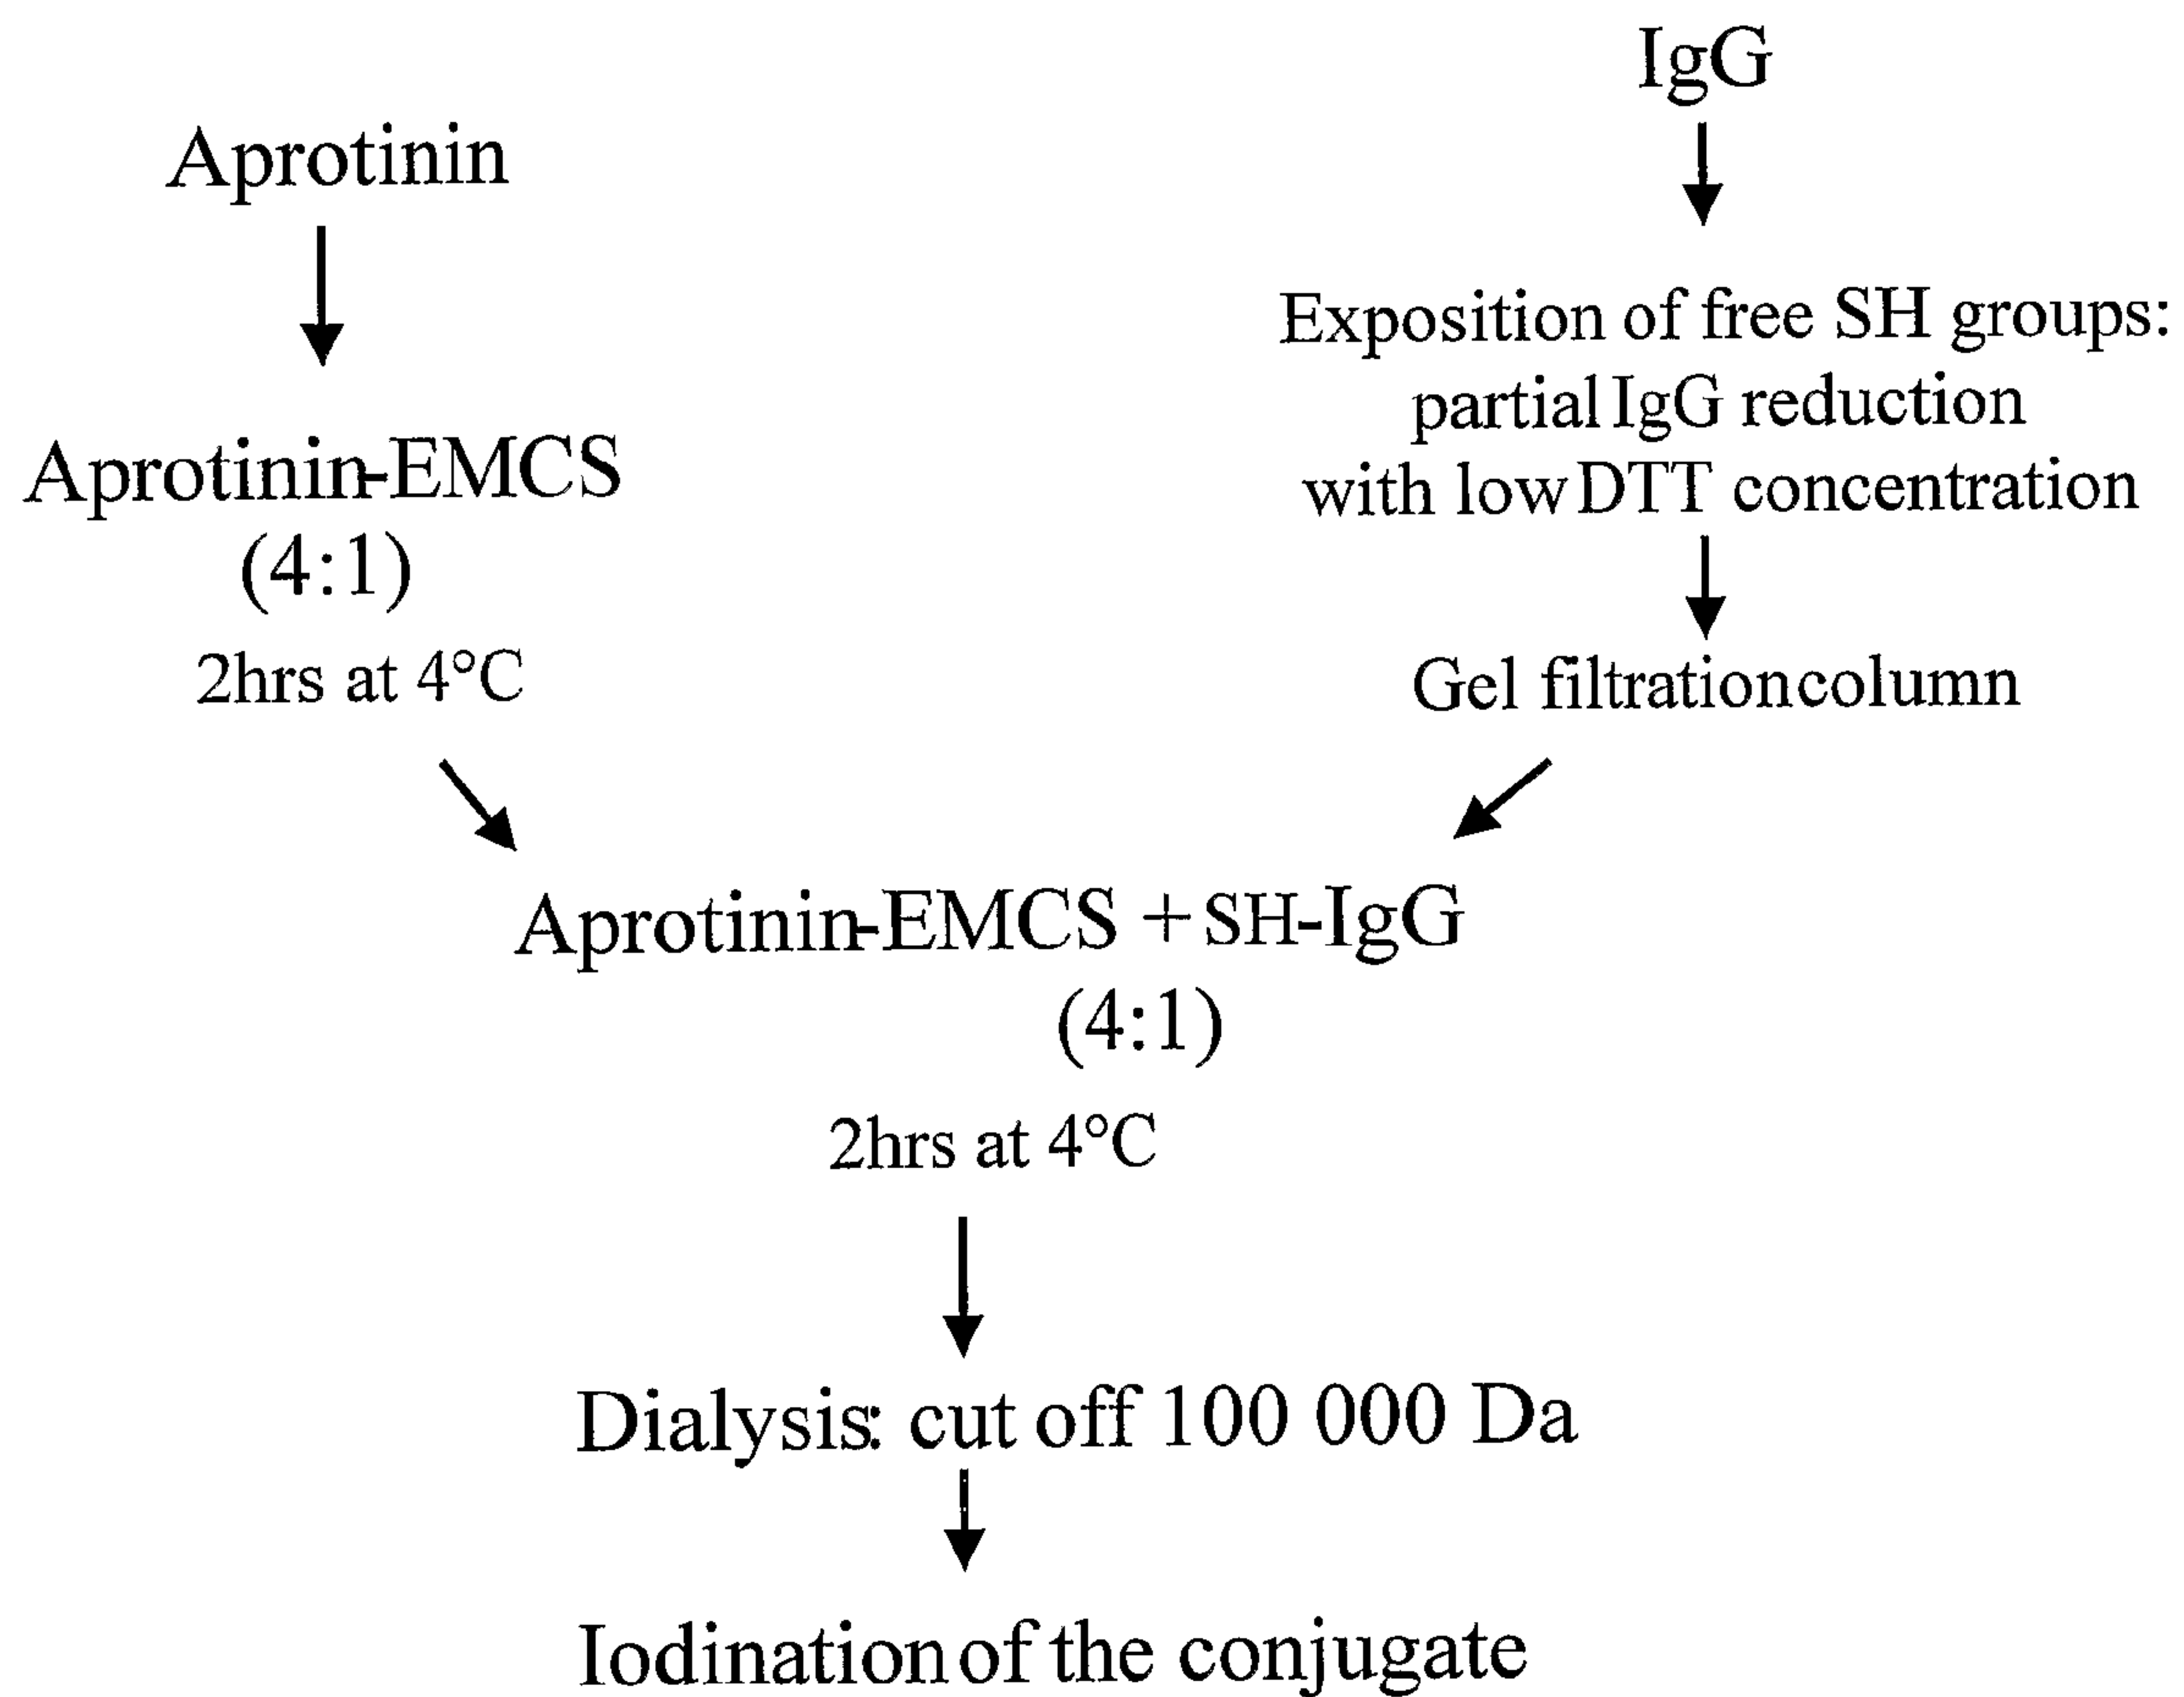 IgG
Aprotinin
Exposition of free SH groups:
partial IgG reduction
with low DTT concentration
Aprotinin-EMCS
(4:1)
2hrs at 4°C
Gel filtrationcolumn
Aprotinin-EMCS + SH-IgG
(4:1)
2hrs at 4°C
Dialysis: cut off 100 000 Da
Iodination of the conjugate